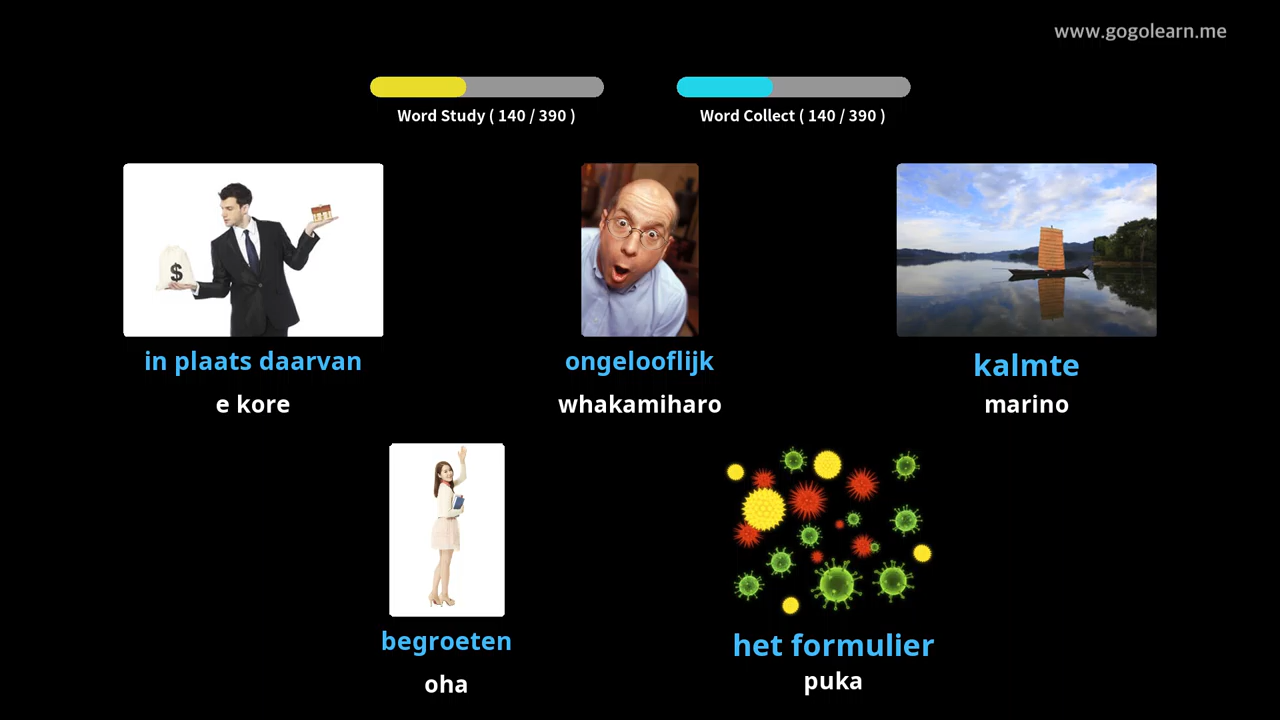 www.gogolearn.me
Word Study ( 140 / 390 )
Word Collect ( 140 / 390 )
$
in plaats daarvan
e kore
ongelooflijk
whakamiharo
kalmte
marino
begroeten
oha
het formulier
puka